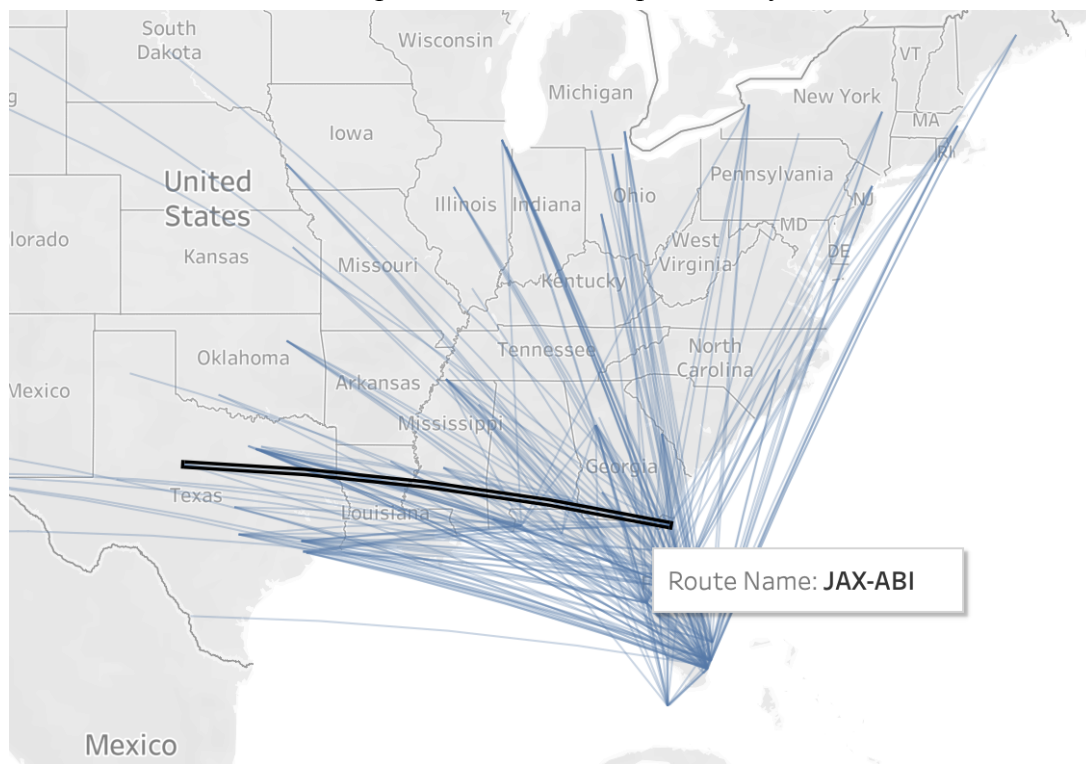 South
Dakota
Wisconsin
VT
Michigan
New York
MA
Iowa
RI
Pennsylvania
United
States
Illinois
Indiana
Ohio
NJ
MD
lorado
West
Virginia
DE
Kansas
Missouri
Kentucky
Oklahoma
Tennessee
North
Carolina
Mexico
Arkansas
Mississippi
Georgia
Texas
Louisiana
Route Name: JAX-ABI
Mexico